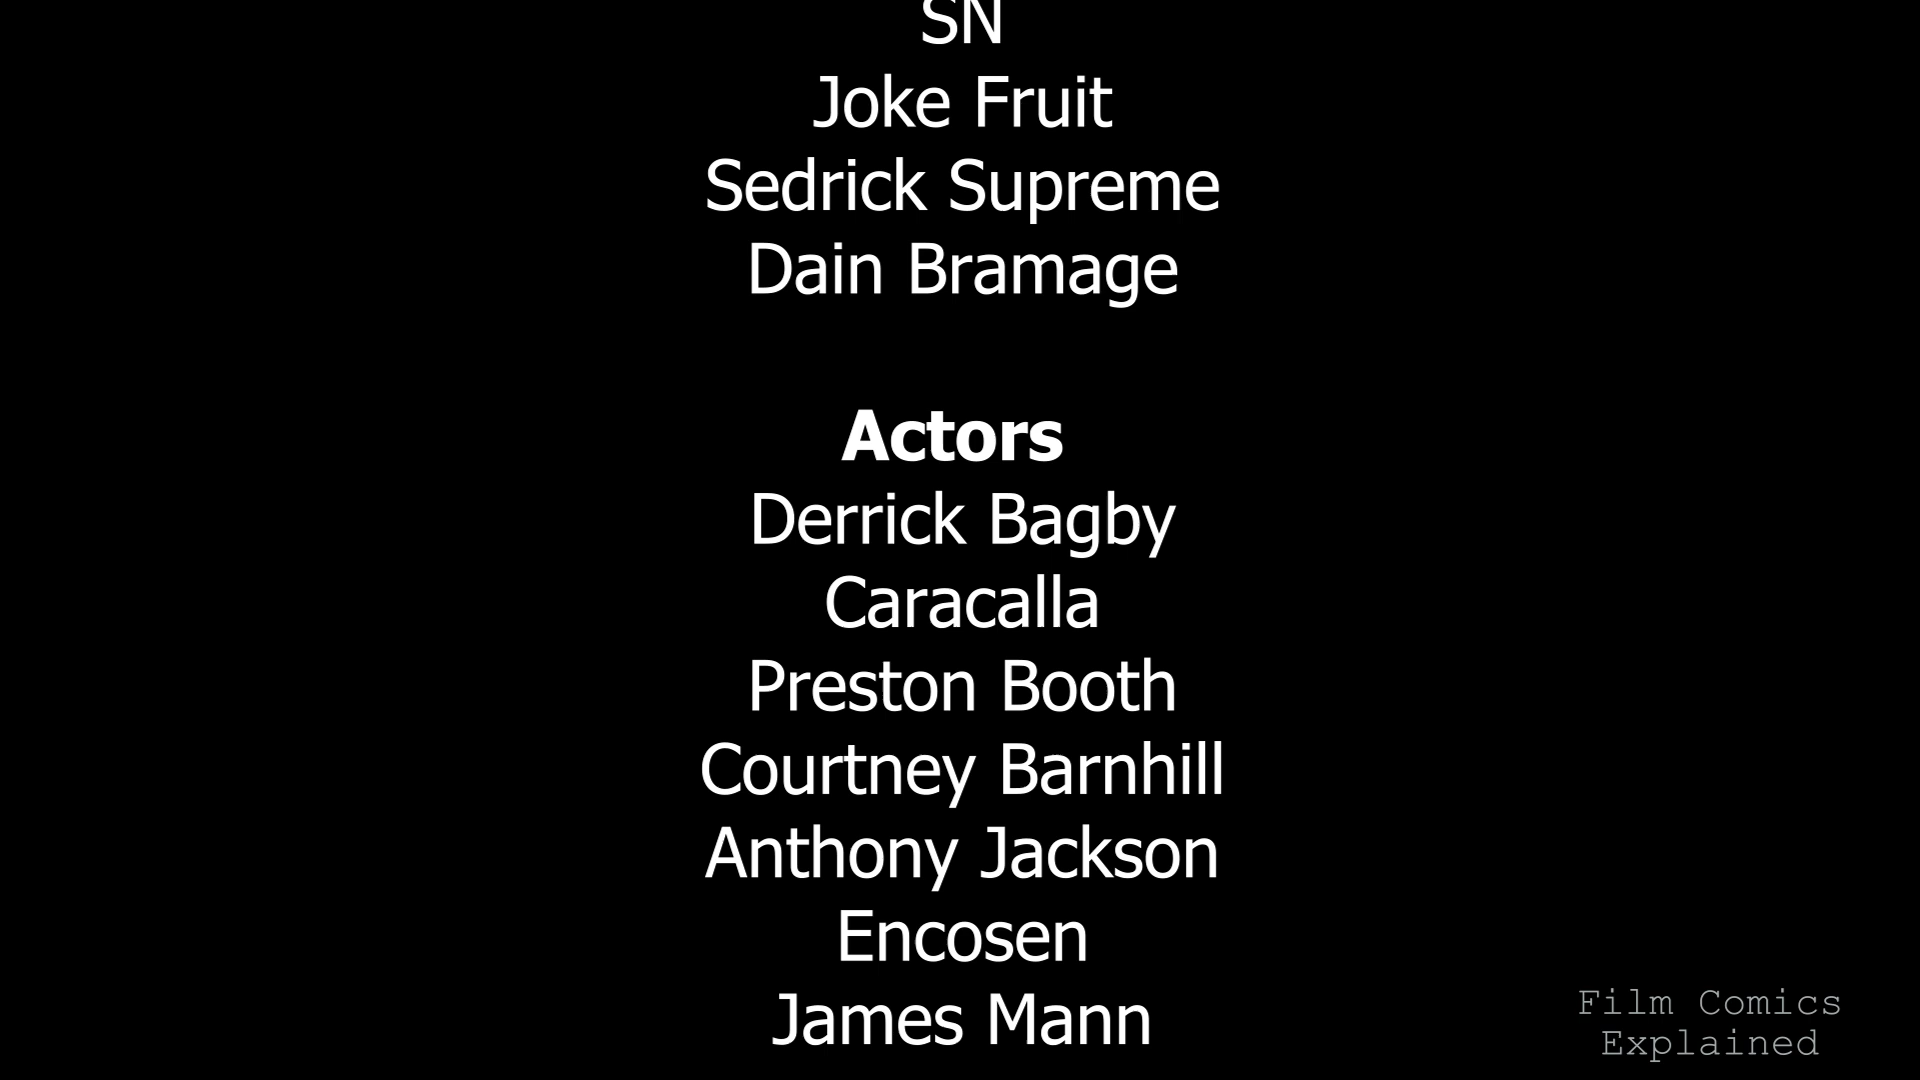 SN
Joke Fruit
Sedrick Supreme
Dain Bramage
Actors
Derrick Bagby
Caracalla
Preston Booth
Courtney Barnhill
Anthony Jackson
Encosen
James Mann
Film Comics
Explained